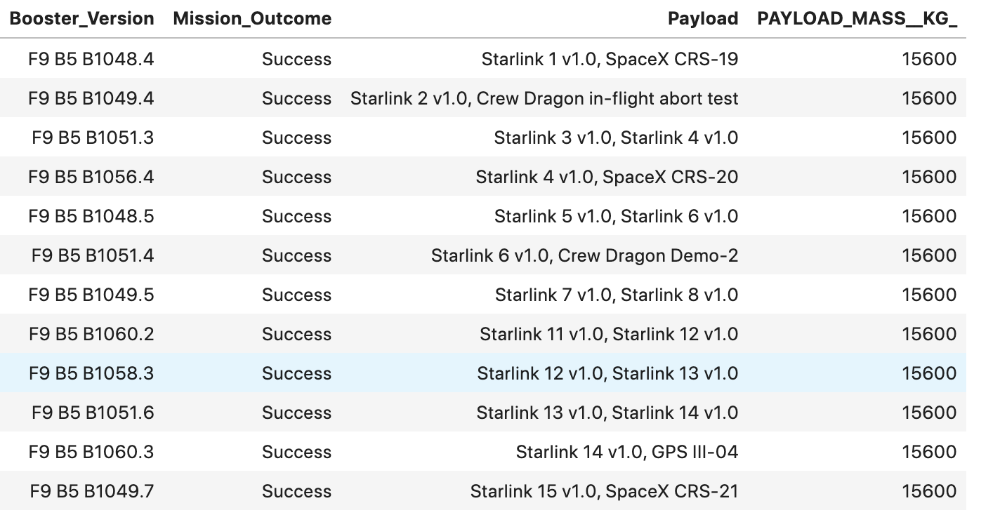 Booster_Version Mission_Outcome Payload PAYLOAD_MASS__KG_
F9 B5 B1048.4 Success Starlink 1 v1.0, SpaceX CRS-19 15600
F9 B5 B1049.4 Success Starlink 2 v1.0, Crew Dragon in-flight abort test 15600
F9 B5 B1051.3 Success Starlink 3 v1.0, Starlink 4 v1.0 15600
F9 B5 B1056.4 Success Starlink 4 v1.0, SpaceX CRS-20 15600
F9 B5 B1048.5 Success Starlink 5 v1.0, Starlink 6 v1.0 15600
F9 B5 B1051.4 Success Starlink 6 v1.0, Crew Dragon Demo-2 15600
F9 B5 B1049.5 Success Starlink 7 v1.0, Starlink 8 v1.0 15600
F9 B5 B1060.2 Success Starlink 11 v1.0, Starlink 12 v1.0 15600
F9 B5 B1058.3 Success Starlink 12 v1.0, Starlink 13 v1.0 15600
F9 B5 B1051.6 Success Starlink 13 v1.0, Starlink 14 v1.0 15600
F9 B5 B1060.3 Success Starlink 14 v1.0, GPS III-04 15600
F9 B5 B1049.7 Success Starlink 15 v1.0, SpaceX CRS-21 15600